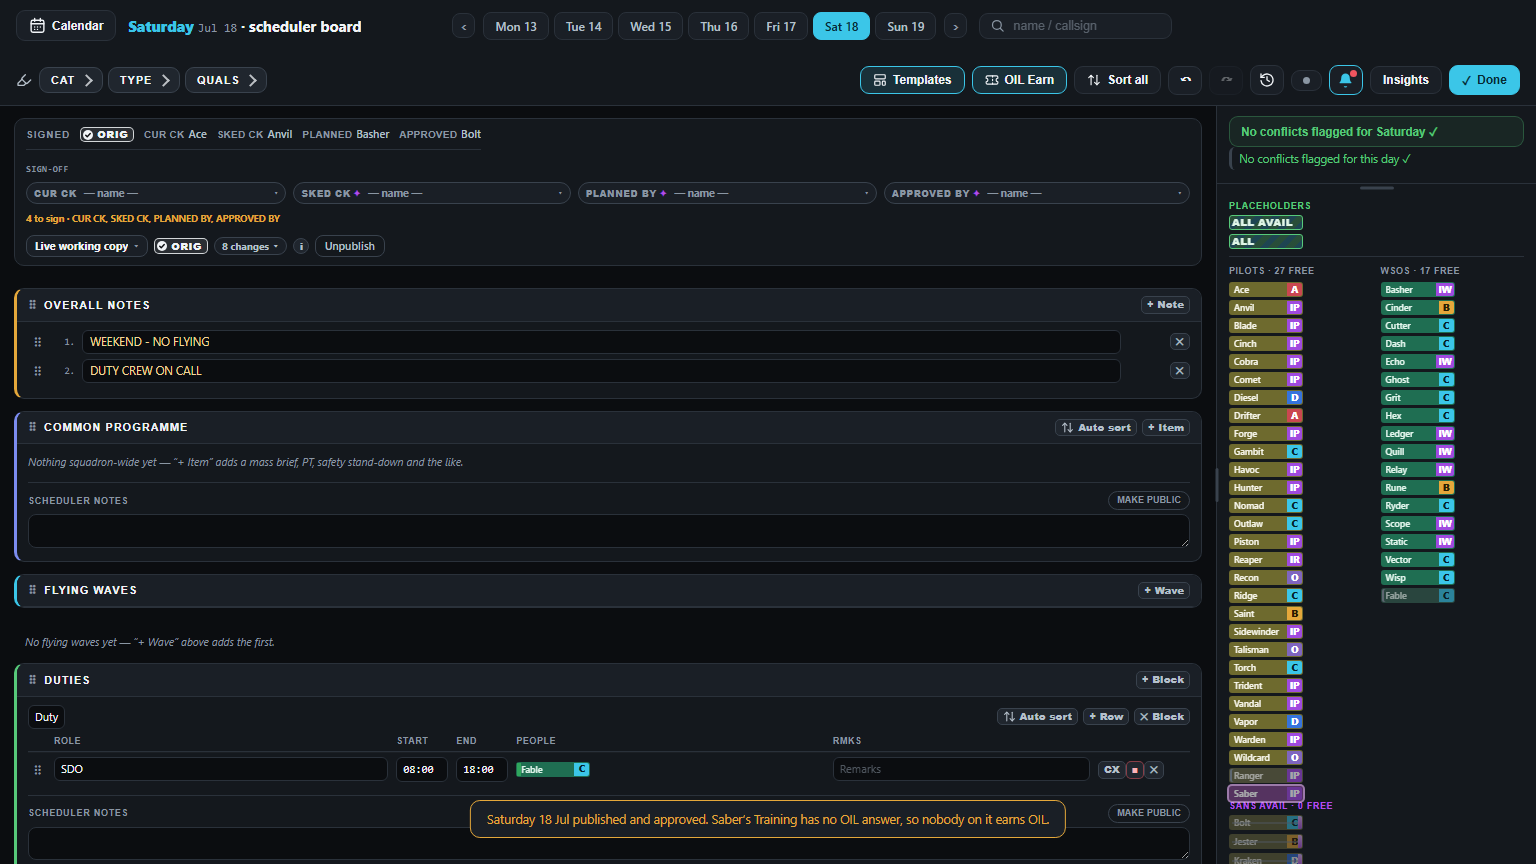 Calendar
Saturday Jul 18 · scheduler board
Mon 13
Tue 14
Wed 15
Thu 16
Fri 17
Sat 18
Sun 19
name / callsign
CAT
TYPE
QUALS
Templates
OIL Earn
Sort all
Insights
✓ Done
SIGNED ORIG CUR CK Ace SKED CK Anvil PLANNED Basher APPROVED Bolt
SIGN-OFF
CUR CK — name —
SKED CK ✦ — name —
PLANNED BY ✦ — name —
APPROVED BY ✦ — name —
4 to sign · CUR CK, SKED CK, PLANNED BY, APPROVED BY
Live working copy
ORIG
8 changes
i
Unpublish
OVERALL NOTES
+ Note
1. WEEKEND - NO FLYING
2. DUTY CREW ON CALL
COMMON PROGRAMME
Auto sort
+ Item
Nothing squadron-wide yet — "+ Item" adds a mass brief, PT, safety stand-down and the like.
SCHEDULER NOTES
MAKE PUBLIC
FLYING WAVES
+ Wave
No flying waves yet — "+ Wave" above adds the first.
DUTIES
+ Block
Duty
Auto sort
+ Row
✕ Block
ROLE START END PEOPLE RMKS
SDO 08:00 18:00 Fable C Remarks CX
SCHEDULER NOTES
MAKE PUBLIC
Saturday 18 Jul published and approved. Saber's Training has no OIL answer, so nobody on it earns OIL.
No conflicts flagged for Saturday ✓
No conflicts flagged for this day ✓
PLACEHOLDERS
ALL AVAIL
ALL
PILOTS · 27 FREE
Ace A
Anvil IP
Blade IP
Cinch IP
Cobra IP
Comet IP
Diesel D
Drifter A
Forge IP
Gambit C
Havoc IP
Hunter IP
Nomad C
Outlaw C
Piston IP
Reaper IR
Recon O
Ridge C
Saint B
Sidewinder IP
Talisman O
Torch C
Trident IP
Vandal IP
Vapor D
Warden IP
Wildcard O
Ranger IP
Saber IP
SANS AVAIL · 0 FREE
Bolt C
Jester B
Kraken D
WSOS · 17 FREE
Basher IW
Cinder B
Cutter C
Dash C
Echo IW
Ghost C
Grit C
Hex C
Ledger IW
Quill IW
Relay IW
Rune B
Ryder C
Scope IW
Static IW
Vector C
Wisp C
Fable C